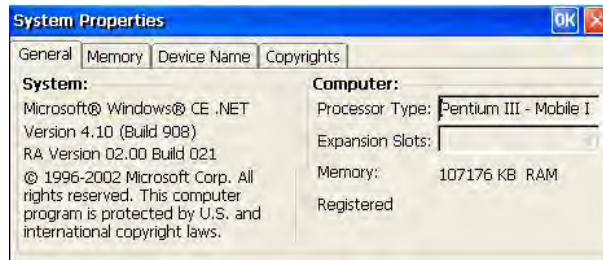 System Properties
OK
General Memory Device Name Copyrights
System:
Microsoft® Windows® CE .NET
Version 4.10 (Build 908)
RA Version 02.00 Build 021
© 1996-2002 Microsoft Corp. All
rights reserved. This computer
program is protected by U.S. and
international copyright laws.
Computer:
Processor Type: Pentium III - Mobile I
Expansion Slots:
Memory: 107176 KB RAM
Registered